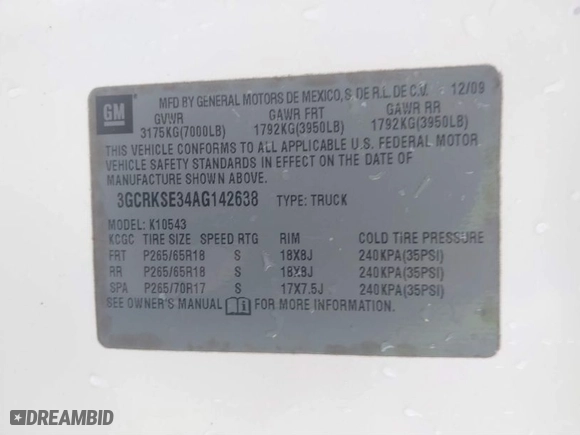 GM
MFD BY GENERAL MOTORS DE MEXICO, S. DE R.L. DE C.V. 12/09
GVWR GAWR FRT GAWR RR
3175KG(7000LB) 1792KG(3950LB) 1792KG(3950LB)
THIS VEHICLE CONFORMS TO ALL APPLICABLE U.S. FEDERAL MOTOR
VEHICLE SAFETY STANDARDS IN EFFECT ON THE DATE OF
MANUFACTURE SHOWN ABOVE.
3GCRKSE34AG142638 TYPE: TRUCK
MODEL: K10543
KCGC TIRE SIZE SPEED RTG RIM COLD TIRE PRESSURE
FRT P265/65R18 S 18X8J 240KPA(35PSI)
RR P265/65R18 S 18X8J 240KPA(35PSI)
SPA P265/70R17 S 17X7.5J 240KPA(35PSI)
SEE OWNER'S MANUAL FOR MORE INFORMATION
DREAMBID